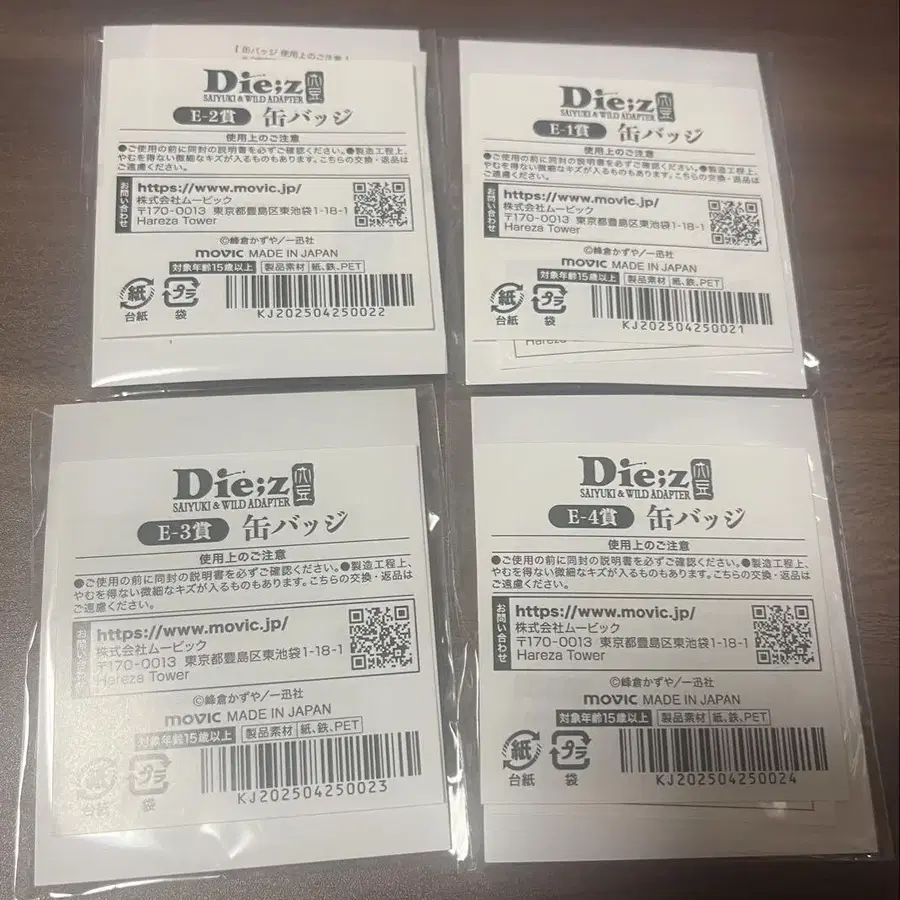 【缶バッジ 使用上のご注意】
Die;z 大豆
SAIYUKI & WILD ADAPTER
E-2賞 缶バッジ
使用上のご注意
●ご使用の前に同封の説明書を必ずご確認ください。●製造工程上、
やむを得ない微細なキズが入るものもあります。こちらの交換・返品は
ご遠慮ください。
お問い合わせ
https://www.movic.jp/
株式会社ムービック
〒170-0013 東京都豊島区東池袋1-18-1
Hareza Tower
©峰倉かずや/一迅社
movic MADE IN JAPAN
対象年齢15歳以上 製品素材 紙、鉄、PET
紙 プラ
台紙 袋
KJ202504250022
Die;z 大豆
SAIYUKI & WILD ADAPTER
E-1賞 缶バッジ
使用上のご注意
●ご使用の前に同封の説明書を必ずご確認ください。●製造工程上、
やむを得ない微細なキズが入るものもあります。こちらの交換・返品は
ご遠慮ください。
お問い合わせ
https://www.movic.jp/
株式会社ムービック
〒170-0013 東京都豊島区東池袋1-18-1
Hareza Tower
©峰倉かずや/一迅社
movic MADE IN JAPAN
対象年齢15歳以上 製品素材 紙、鉄、PET
紙 プラ
台紙 袋
KJ202504250021
Hareza Tower
Die;z 大豆
SAIYUKI & WILD ADAPTER
E-3賞 缶バッジ
使用上のご注意
●ご使用の前に同封の説明書を必ずご確認ください。●製造工程上、
やむを得ない微細なキズが入るものもあります。こちらの交換・返品は
ご遠慮ください。
お問い合わせ
https://www.movic.jp/
株式会社ムービック
〒170-0013 東京都豊島区東池袋1-18-1
Hareza Tower
©峰倉かずや/一迅社
movic MADE IN JAPAN
対象年齢15歳以上 製品素材 紙、鉄、PET
紙 プラ
台紙 袋
KJ202504250023
Die;z 大豆
SAIYUKI & WILD ADAPTER
E-4賞 缶バッジ
使用上のご注意
●ご使用の前に同封の説明書を必ずご確認ください。●製造工程上、
やむを得ない微細なキズが入るものもあります。こちらの交換・返品は
ご遠慮ください。
お問い合わせ
https://www.movic.jp/
株式会社ムービック
〒170-0013 東京都豊島区東池袋1-18-1
Hareza Tower
©峰倉かずや/一迅社
movic MADE IN JAPAN
対象年齢15歳以上 製品素材 紙、鉄、PET
紙 プラ
台紙 袋
KJ202504250024